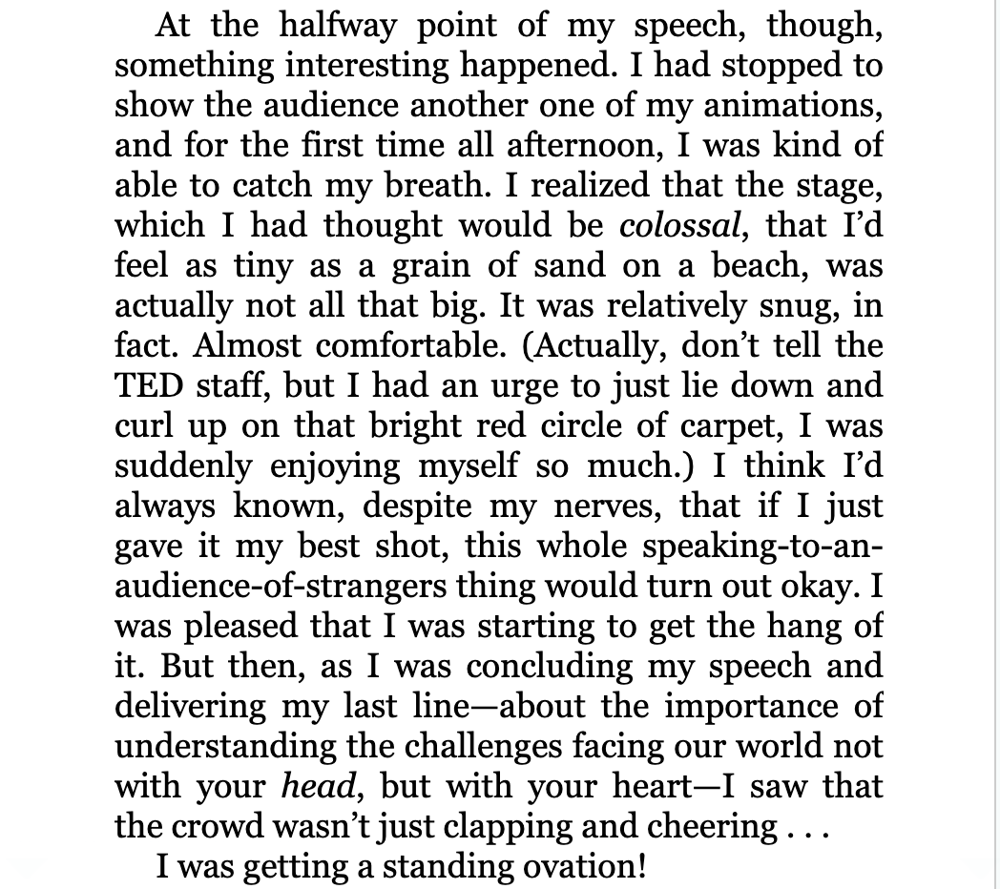 At the halfway point of my speech, though,
something interesting happened. I had stopped to
show the audience another one of my animations,
and for the first time all afternoon, I was kind of
able to catch my breath. I realized that the stage,
which I had thought would be colossal, that I’d
feel as tiny as a grain of sand on a beach, was
actually not all that big. It was relatively snug, in
fact. Almost comfortable. (Actually, don’t tell the
TED staff, but I had an urge to just lie down and
curl up on that bright red circle of carpet, I was
suddenly enjoying myself so much.) I think I’d
always known, despite my nerves, that if I just
gave it my best shot, this whole speaking-to-an-
audience-of-strangers thing would turn out okay. I
was pleased that I was starting to get the hang of
it. But then, as I was concluding my speech and
delivering my last line—about the importance of
understanding the challenges facing our world not
with your head, but with your heart—I saw that
the crowd wasn’t just clapping and cheering . . .
I was getting a standing ovation!